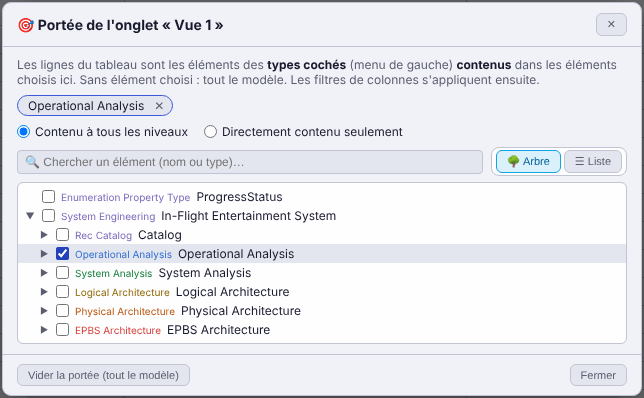 🎯 Portée de l'onglet « Vue 1 » ✕
Les lignes du tableau sont les éléments des types cochés (menu de gauche) contenus dans les éléments
choisis ici. Sans élément choisi : tout le modèle. Les filtres de colonnes s'appliquent ensuite.
Operational Analysis ✕
Contenu à tous les niveaux Directement contenu seulement
🔍 Chercher un élément (nom ou type)… 🌳 Arbre ☰ Liste
Enumeration Property Type ProgressStatus
▼ System Engineering In-Flight Entertainment System
▶ Rec Catalog Catalog
▶ Operational Analysis Operational Analysis
▶ System Analysis System Analysis
▶ Logical Architecture Logical Architecture
▶ Physical Architecture Physical Architecture
▶ EPBS Architecture EPBS Architecture
Vider la portée (tout le modèle) Fermer